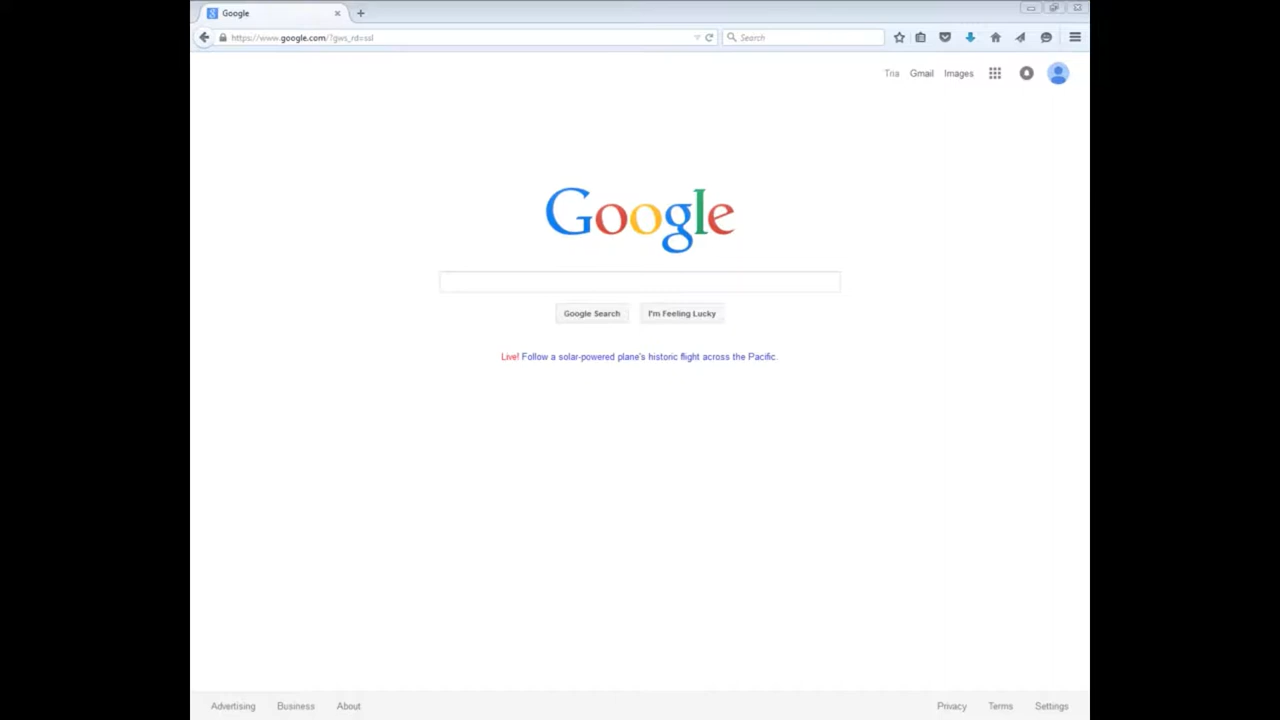 Google
https://www.google.com/?gws_rd=ssl
Search
Tria Gmail Images
Google
Google Search I'm Feeling Lucky
Live! Follow a solar-powered plane's historic flight across the Pacific.
Advertising Business About Privacy Terms Settings